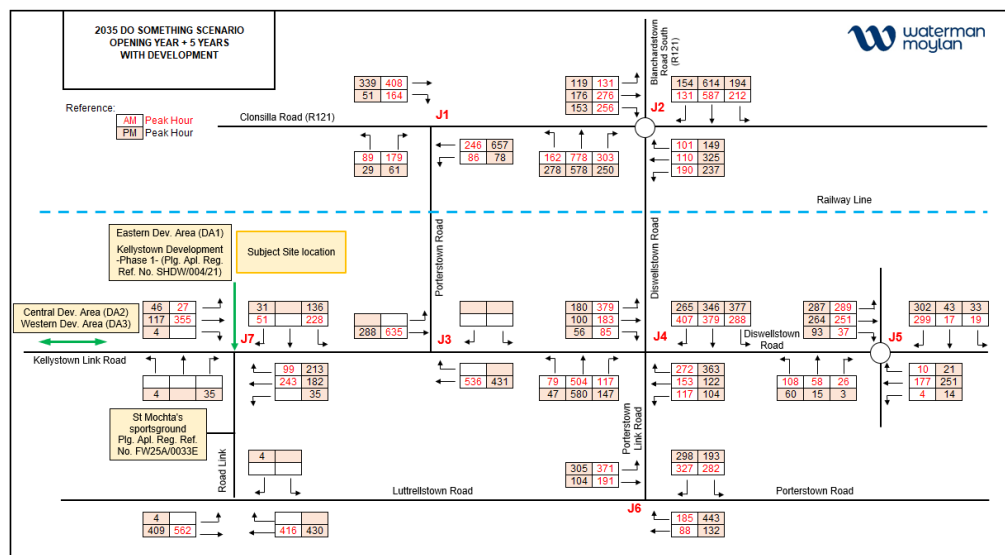 2035 DO SOMETHING SCENARIO
OPENING YEAR + 5 YEARS
WITH DEVELOPMENT
waterman
moylan
Reference:
AM Peak Hour
PM Peak Hour
Blanchardstown
Road South
(R121)
339 408
51 164
J1
119 131
176 276
153 256
J2
154 614 194
131 587 212
Clonsilla Road (R121)
89 179
29 61
246 657
86 78
162 778 303
278 578 250
101 149
110 325
190 237
Railway Line
Eastern Dev. Area (DA1)
Kellystown Development
-Phase 1- (Plg. Apl. Reg.
Ref. No. SHDW/004/21)
Subject Site location
Porterstown Road
Diswellstown Road
Central Dev. Area (DA2)
Western Dev. Area (DA3)
46 27
117 355
4
J7
31 136
51 228
288 635
J3
180 379
100 183
56 85
J4
265 346 377
407 379 288
Diswellstown
Road
287 289
264 251
93 37
J5
302 43 33
299 17 19
Kellystown Link Road
4 35
99 213
243 182
35
536 431
79 504 117
47 580 147
272 363
153 122
117 104
108 58 26
60 15 3
10 21
177 251
4 14
St Mochta's
sportsground
Plg. Apl. Reg. Ref.
No. FW25A/0033E
Road Link
4
Porterstown
Link Road
305 371
104 191
298 193
327 282
Luttrellstown Road
Porterstown Road
J6
4
409 562
416 430
185 443
88 132